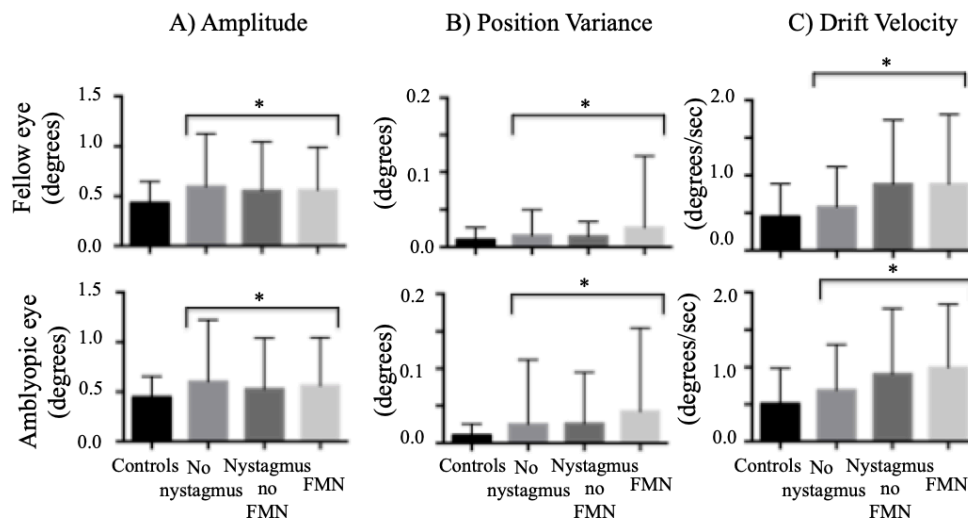 A) Amplitude
B) Position Variance
C) Drift Velocity
Fellow eye
(degrees)
1.5
1.0
0.5
0.0
*
(degrees)
0.2
0.1
0.0
*
(degrees/sec)
2.0
1.0
0.0
*
Amblyopic eye
(degrees)
1.5
1.0
0.5
0.0
*
(degrees)
0.2
0.1
0.0
*
(degrees/sec)
2.0
1.0
0.0
*
Controls No nystagmus Nystagmus no FMN FMN
Controls No nystagmus Nystagmus no FMN FMN
Controls No nystagmus Nystagmus no FMN FMN